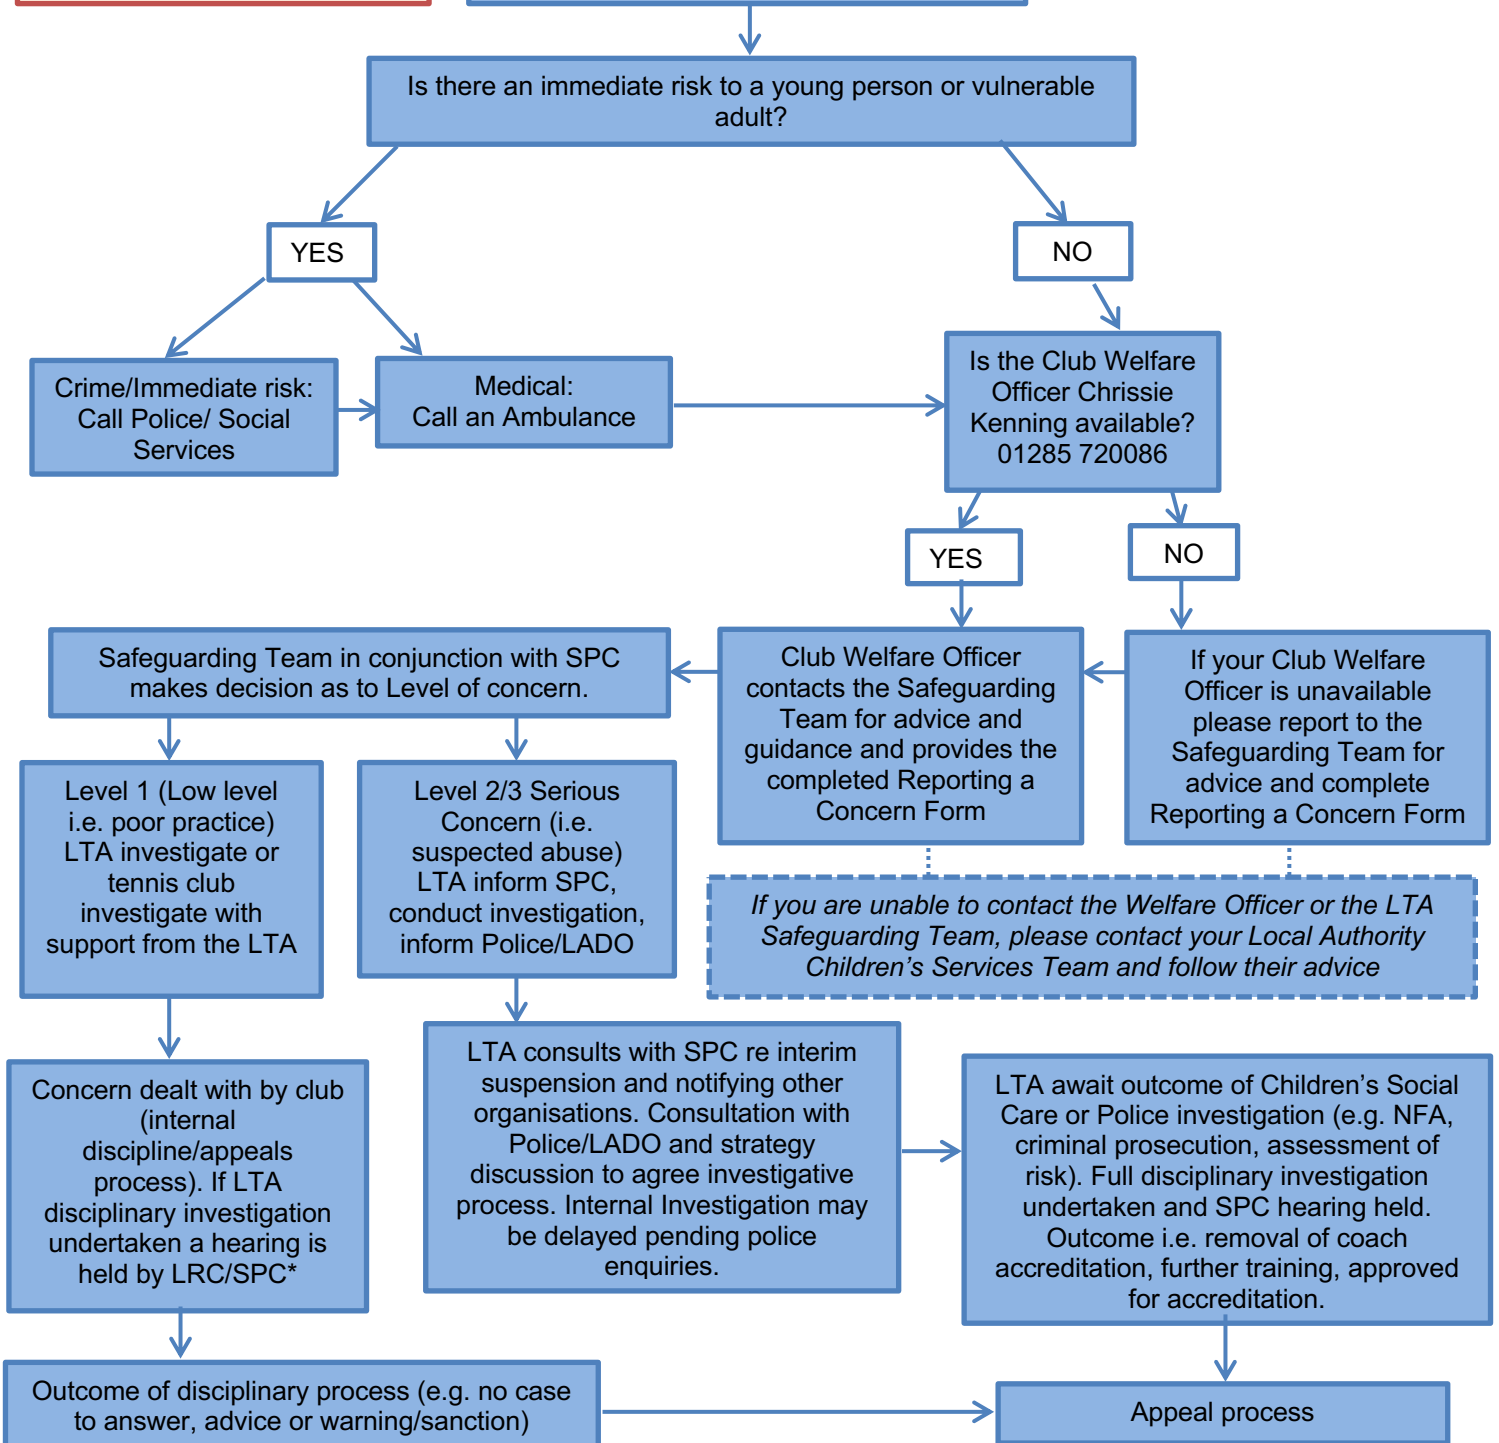 Is there an immediate risk to a young person or vulnerable
adult?
YES
NO
Crime/Immediate risk:
Call Police/ Social
Services
Medical:
Call an Ambulance
Is the Club Welfare
Officer Chrissie
Kenning available?
01285 720086
YES
NO
Safeguarding Team in conjunction with SPC
makes decision as to Level of concern.
Club Welfare Officer
contacts the Safeguarding
Team for advice and
guidance and provides the
completed Reporting a
Concern Form
If your Club Welfare
Officer is unavailable
please report to the
Safeguarding Team for
advice and complete
Reporting a Concern Form
Level 1 (Low level
i.e. poor practice)
LTA investigate or
tennis club
investigate with
support from the LTA
Level 2/3 Serious
Concern (i.e.
suspected abuse)
LTA inform SPC,
conduct investigation,
inform Police/LADO
If you are unable to contact the Welfare Officer or the LTA
Safeguarding Team, please contact your Local Authority
Children’s Services Team and follow their advice
Concern dealt with by club
(internal
discipline/appeals
process). If LTA
disciplinary investigation
undertaken a hearing is
held by LRC/SPC*
LTA consults with SPC re interim
suspension and notifying other
organisations. Consultation with
Police/LADO and strategy
discussion to agree investigative
process. Internal Investigation may
be delayed pending police
enquiries.
LTA await outcome of Children’s Social
Care or Police investigation (e.g. NFA,
criminal prosecution, assessment of
risk). Full disciplinary investigation
undertaken and SPC hearing held.
Outcome i.e. removal of coach
accreditation, further training, approved
for accreditation.
Outcome of disciplinary process (e.g. no case
to answer, advice or warning/sanction)
Appeal process